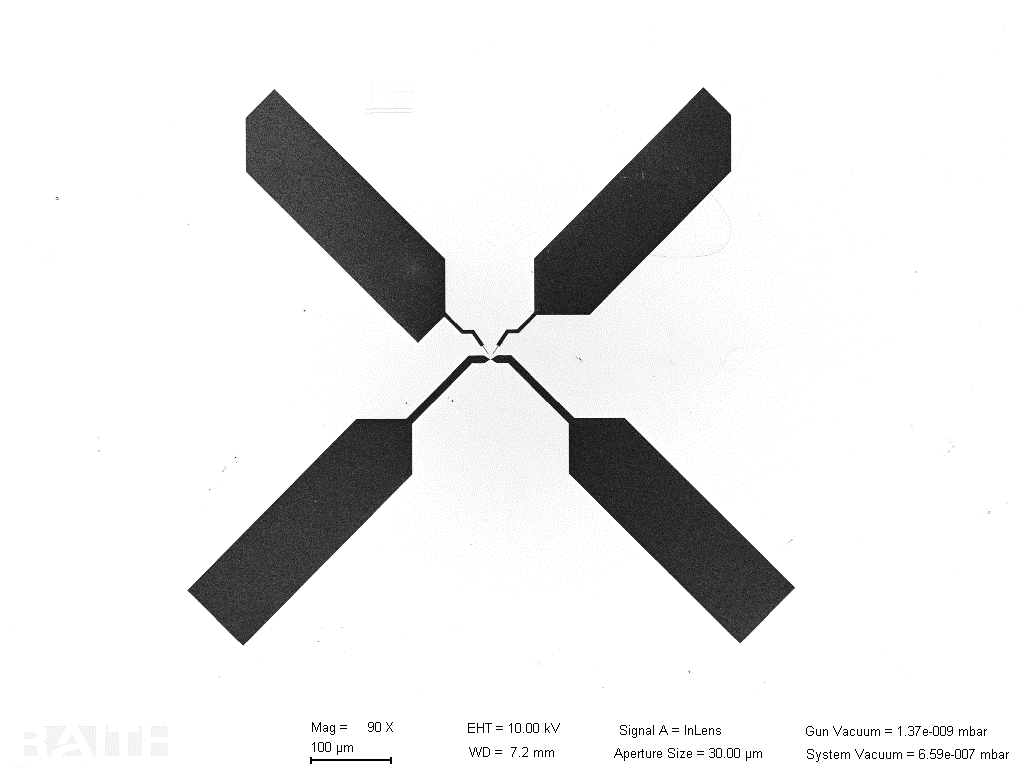 Mag = 90 X EHT = 10.00 kV Signal A = InLens Gun Vacuum = 1.37e-009 mbar
100 µm WD = 7.2 mm Aperture Size = 30.00 µm System Vacuum = 6.59e-007 mbar
RAITH